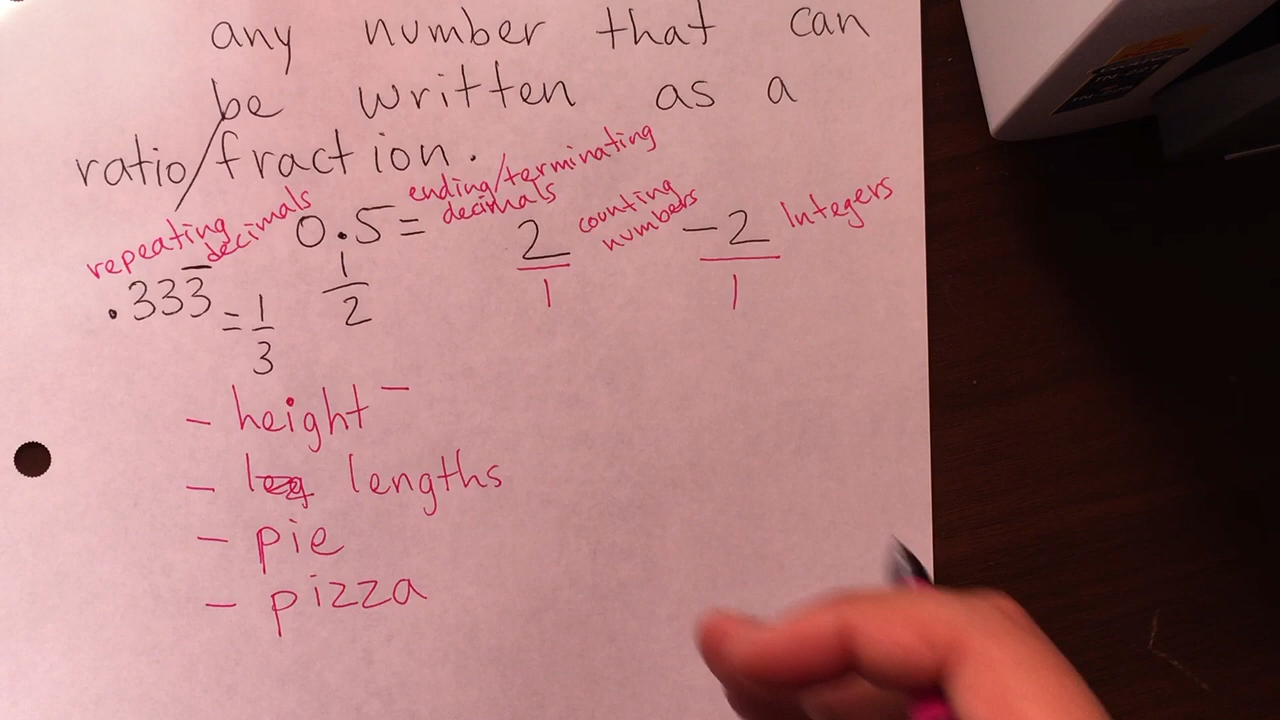 any number that can
be written as a
ratio/fraction.
repeating decimals
.333̅ = 1/3
ending/terminating decimals
0.5 = 1/2
counting numbers
2/1
Integers
-2/1
- height -
- lengths
- pie
- pizza